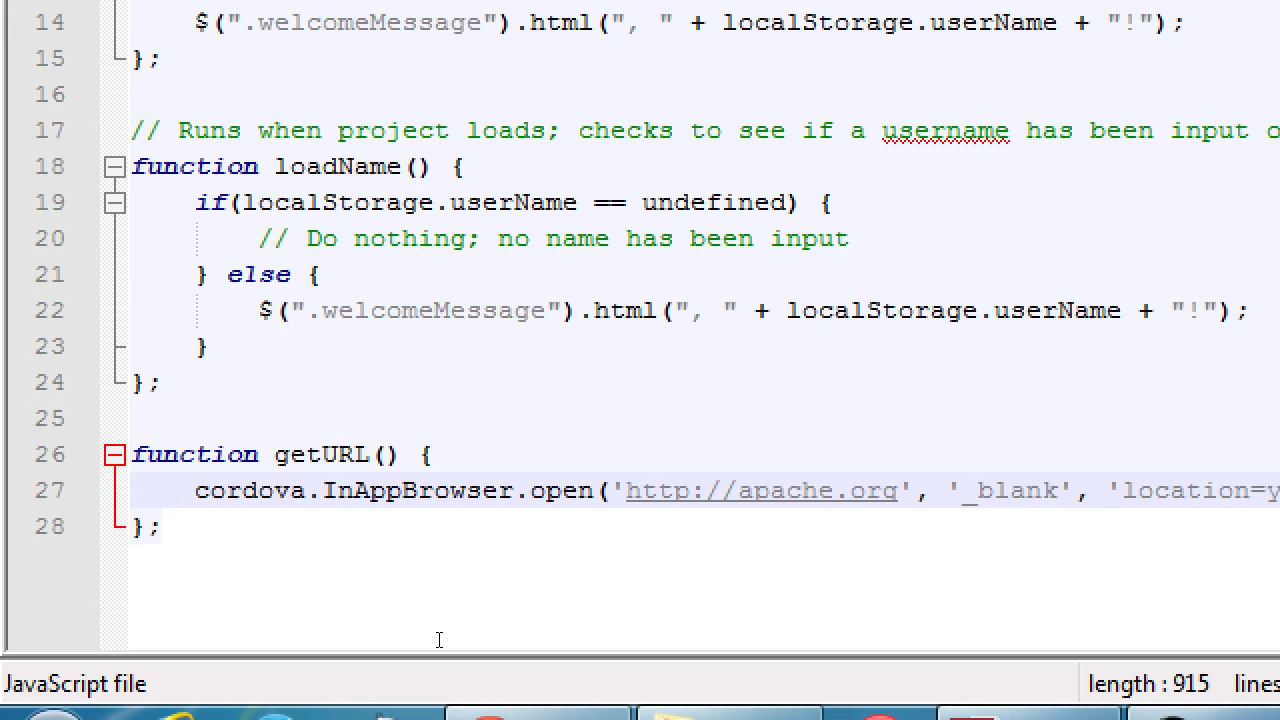 14 $(".welcomeMessage").html(", " + localStorage.userName + "!");
15 };
16
17 // Runs when project loads; checks to see if a username has been input
18 function loadName() {
19 if(localStorage.userName == undefined) {
20 // Do nothing; no name has been input
21 } else {
22 $(".welcomeMessage").html(", " + localStorage.userName + "!");
23 }
24 };
25
26 function getURL() {
27 cordova.InAppBrowser.open('http://apache.org', '_blank', 'location=y
28 };
JavaScript file length : 915 lines